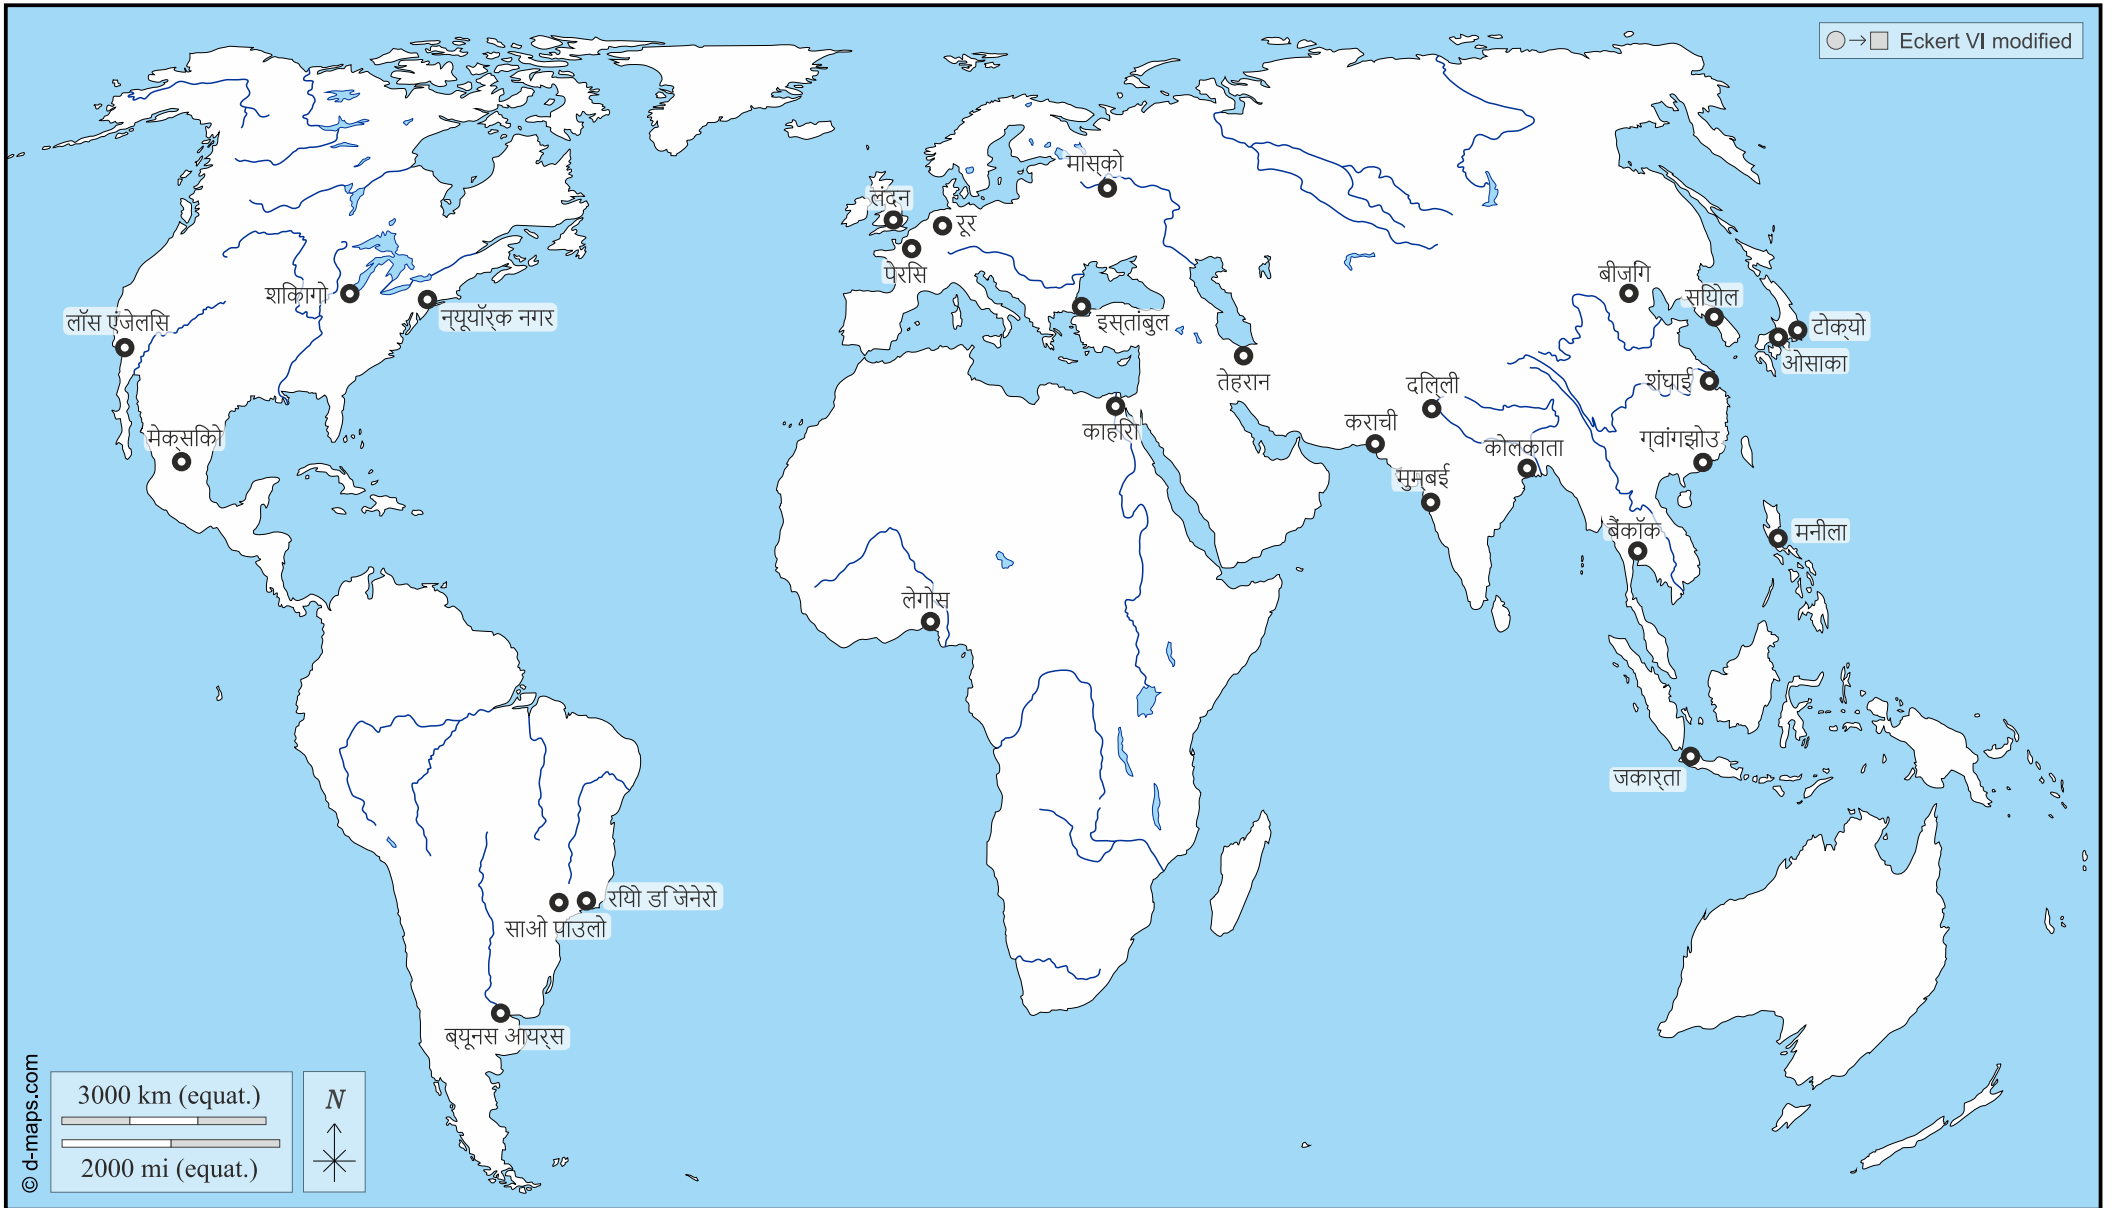 Eckert VI modified
मास्को
लंदन
रूर
पेरिस
बीजिंग
शिकागो
सियोल
न्यूयॉर्क नगर
इस्तांबुल
लॉस एंजेलिस
टोक्यो
ओसाका
तेहरान
दिल्ली
शंघाई
कराची
काहिरा
मेक्सिको
ग्वांगझोउ
कोलकाता
मुम्बई
बैंकॉक
मनीला
लेगोस
जकार्ता
रियो डि जेनेरो
साओ पाउलो
ब्यूनस आयर्स
3000 km (equat.)
2000 mi (equat.)
N
© d-maps.com